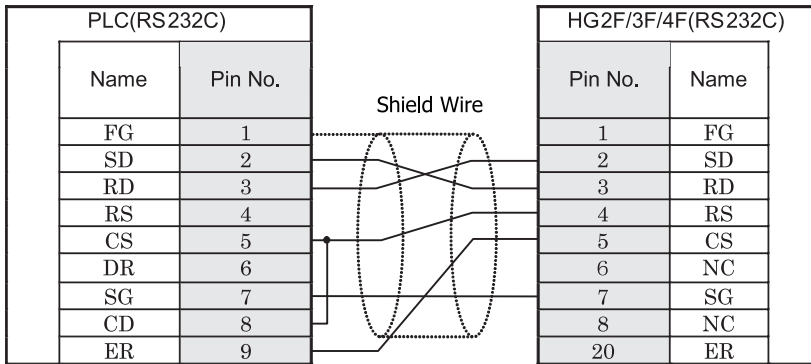 PLC(RS232C) HG2F/3F/4F(RS232C)
Name Pin No. Pin No. Name
Shield Wire
FG 1 1 FG
SD 2 2 SD
RD 3 3 RD
RS 4 4 RS
CS 5 5 CS
DR 6 6 NC
SG 7 7 SG
CD 8 8 NC
ER 9 20 ER